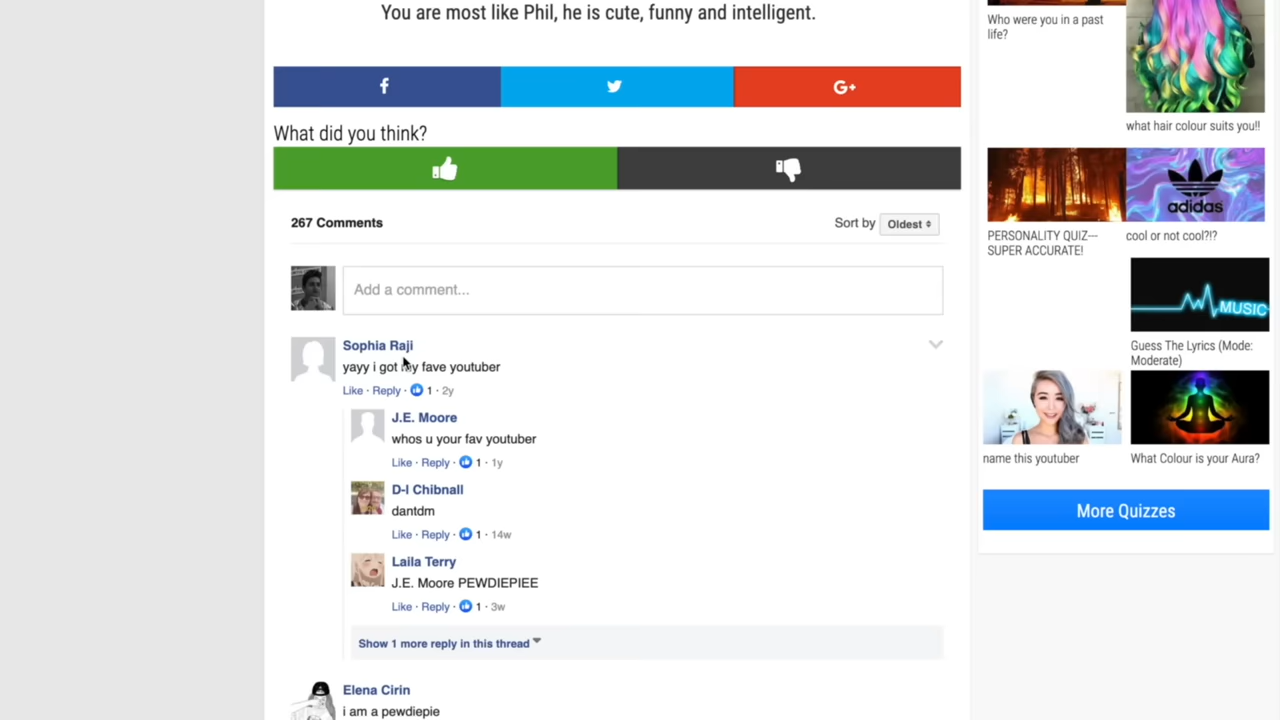 You are most like Phil, he is cute, funny and intelligent.
f
G+
What did you think?
267 Comments
Sort by Oldest
Add a comment...
Sophia Raji
yayy i got my fave youtuber
Like · Reply · 1 · 2y
J.E. Moore
whos u your fav youtuber
Like · Reply · 1 · 1y
D-I Chibnall
dantdm
Like · Reply · 1 · 14w
Laila Terry
J.E. Moore PEWDIEPIEE
Like · Reply · 1 · 3w
Show 1 more reply in this thread
Elena Cirin
i am a pewdiepie
Who were you in a past
life?
what hair colour suits you!!
PERSONALITY QUIZ---
SUPER ACCURATE!
adidas
cool or not cool?!?
MUSIC
Guess The Lyrics (Mode:
Moderate)
name this youtuber
What Colour is your Aura?
More Quizzes